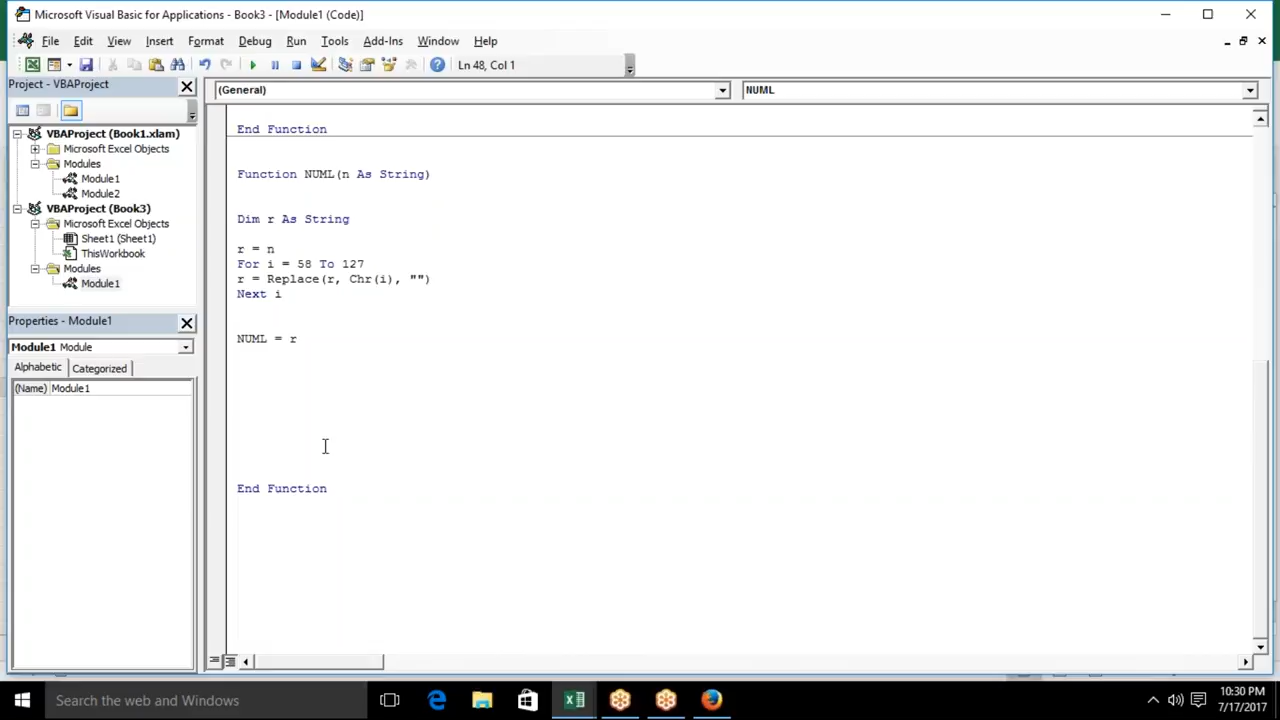 Microsoft Visual Basic for Applications - Book3 - [Module1 (Code)]
File Edit View Insert Format Debug Run Tools Add-Ins Window Help
Ln 48, Col 1
Project - VBAProject
(General)
NUML
VBAProject (Book1.xlam)
Microsoft Excel Objects
Modules
Module1
Module2
VBAProject (Book3)
Microsoft Excel Objects
Sheet1 (Sheet1)
ThisWorkbook
Modules
Module1
Properties - Module1
Module1 Module
Alphabetic Categorized
(Name) Module1
End Function
Function NUML(n As String)
Dim r As String
r = n
For i = 58 To 127
r = Replace(r, Chr(i), "")
Next i
NUML = r
End Function
Search the web and Windows
10:30 PM
7/17/2017